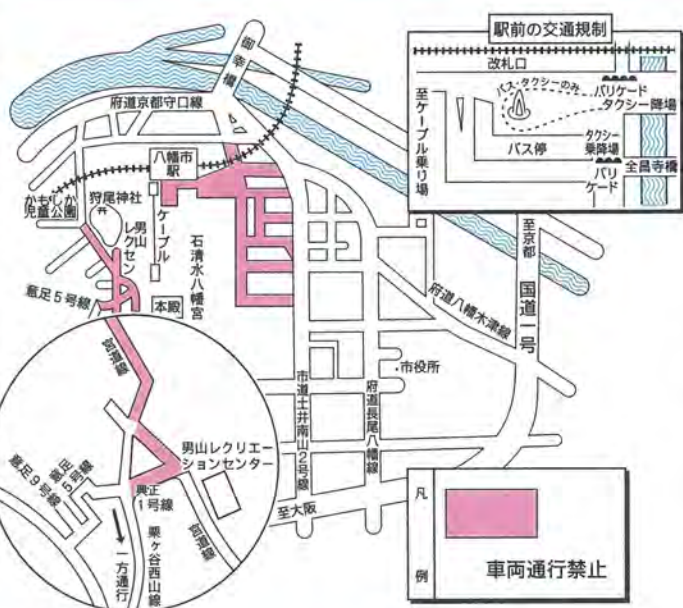 駅前の交通規制
改札口
バス・タクシーのみ
バリケード
タクシー降場
至ケーブル乗り場
バス停
タクシー
乗降場
全昌寺橋
バリ
ケード
御幸橋
府道京都守口線
八幡市
駅
かもしか
児童公園
狩尾神社
男山
レクセン
ケーブル
石清水八幡宮
本殿
意足5号線
宮道線
至京都
国道一号
府道八幡木津線
・市役所
市道土井南山2号線
府道長尾八幡線
男山レクリエー
ションセンター
意足5号線
意足9号線
興正
1号線
宮道線
栗ヶ谷西山線
一方通行
至大阪
凡例
車両通行禁止